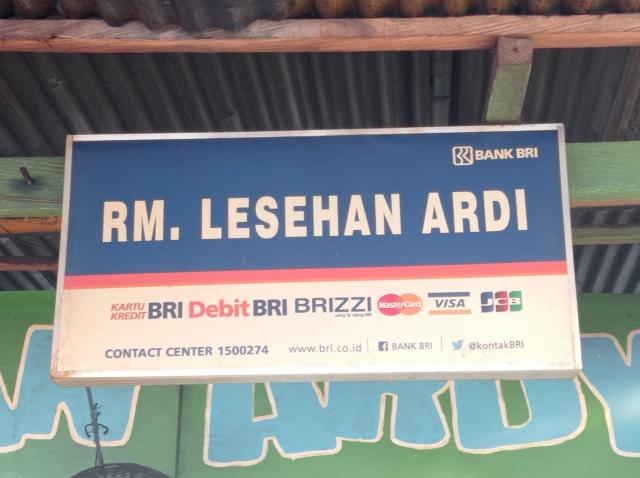 BANK BRI
RM. LESEHAN ARDI
KARTU KREDIT BRI Debit BRI BRIZZI MasterCard VISA JCB
CONTACT CENTER 1500274 www.bri.co.id BANK BRI @kontakBRI
ARDY